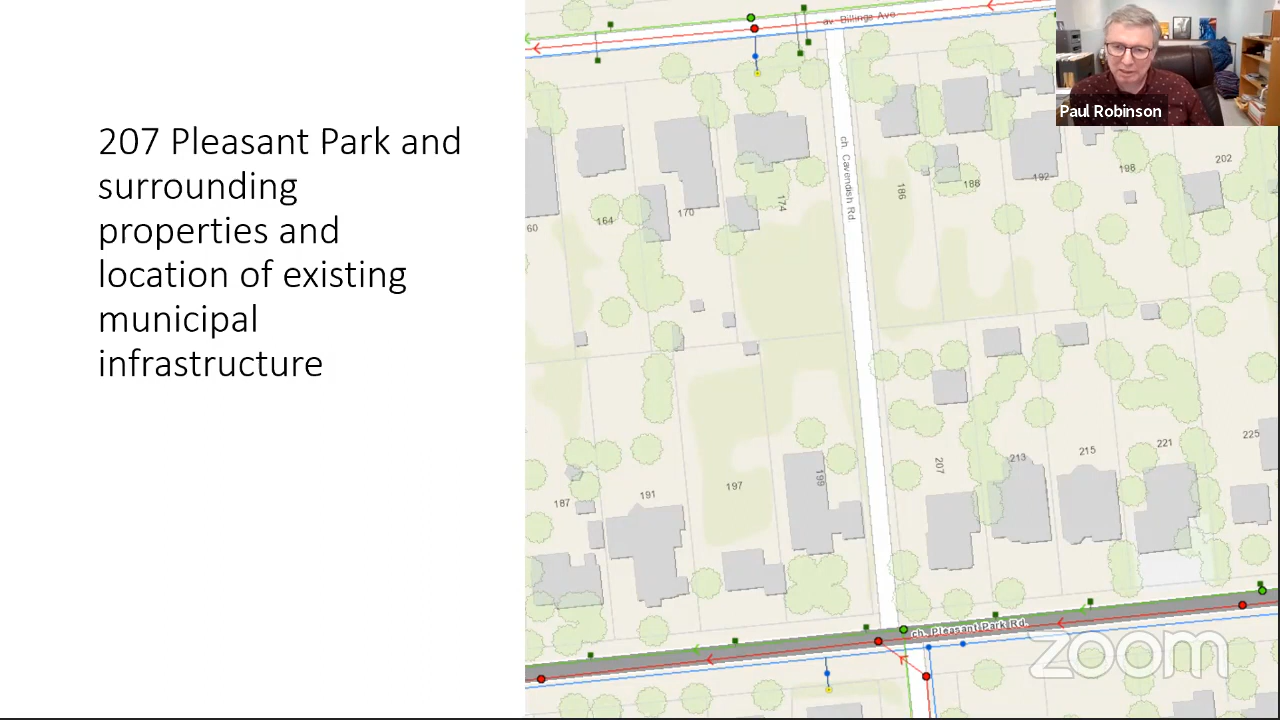 207 Pleasant Park and
surrounding
properties and
location of existing
municipal
infrastructure
av Billings Ave
Paul Robinson
ch. Cavendish Rd
60
164
170
174
186
188
192
198
202
187
191
197
199
207
213
215
221
225
ch. Pleasant Park Rd.
zoom